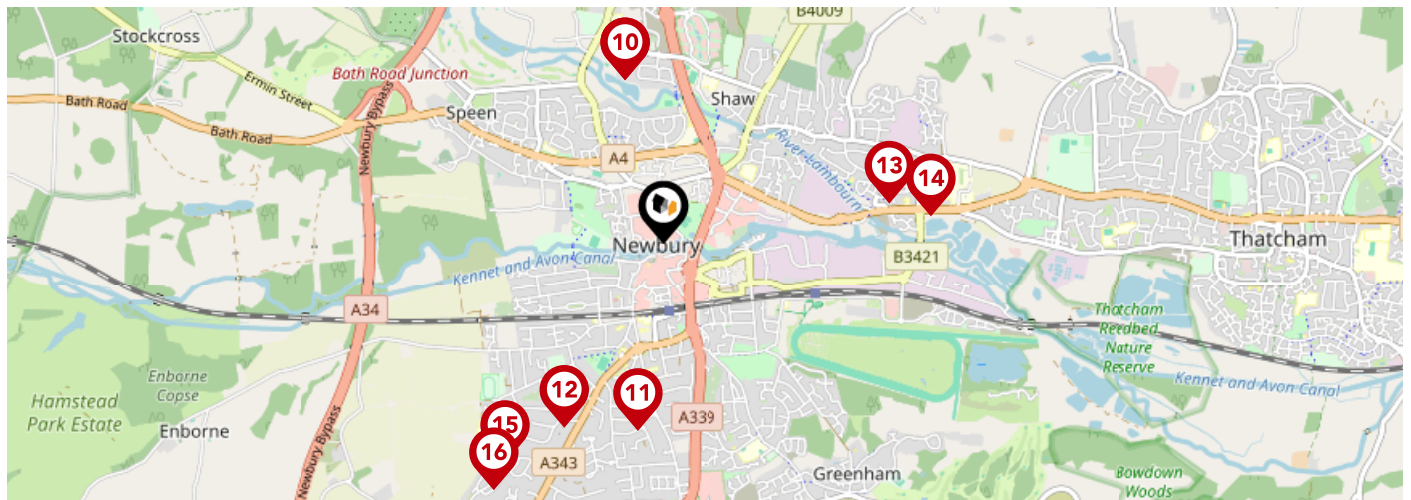 B4009
Stockcross
10
Bath Road Junction
Ermin Street
Bath Road
Speen
Shaw
Newbury Bypass
Bath Road
A4
River Lambourn
13
14
Newbury
Thatcham
B3421
Kennet and Avon Canal
A34
Thatcham
Reedbed
Nature
Reserve
Enborne
Copse
Kennet and Avon Canal
12
11
Hamstead
Park Estate
A339
15
Enborne
16
Newbury Bypass
A343
Greenham
Bowdown
Woods